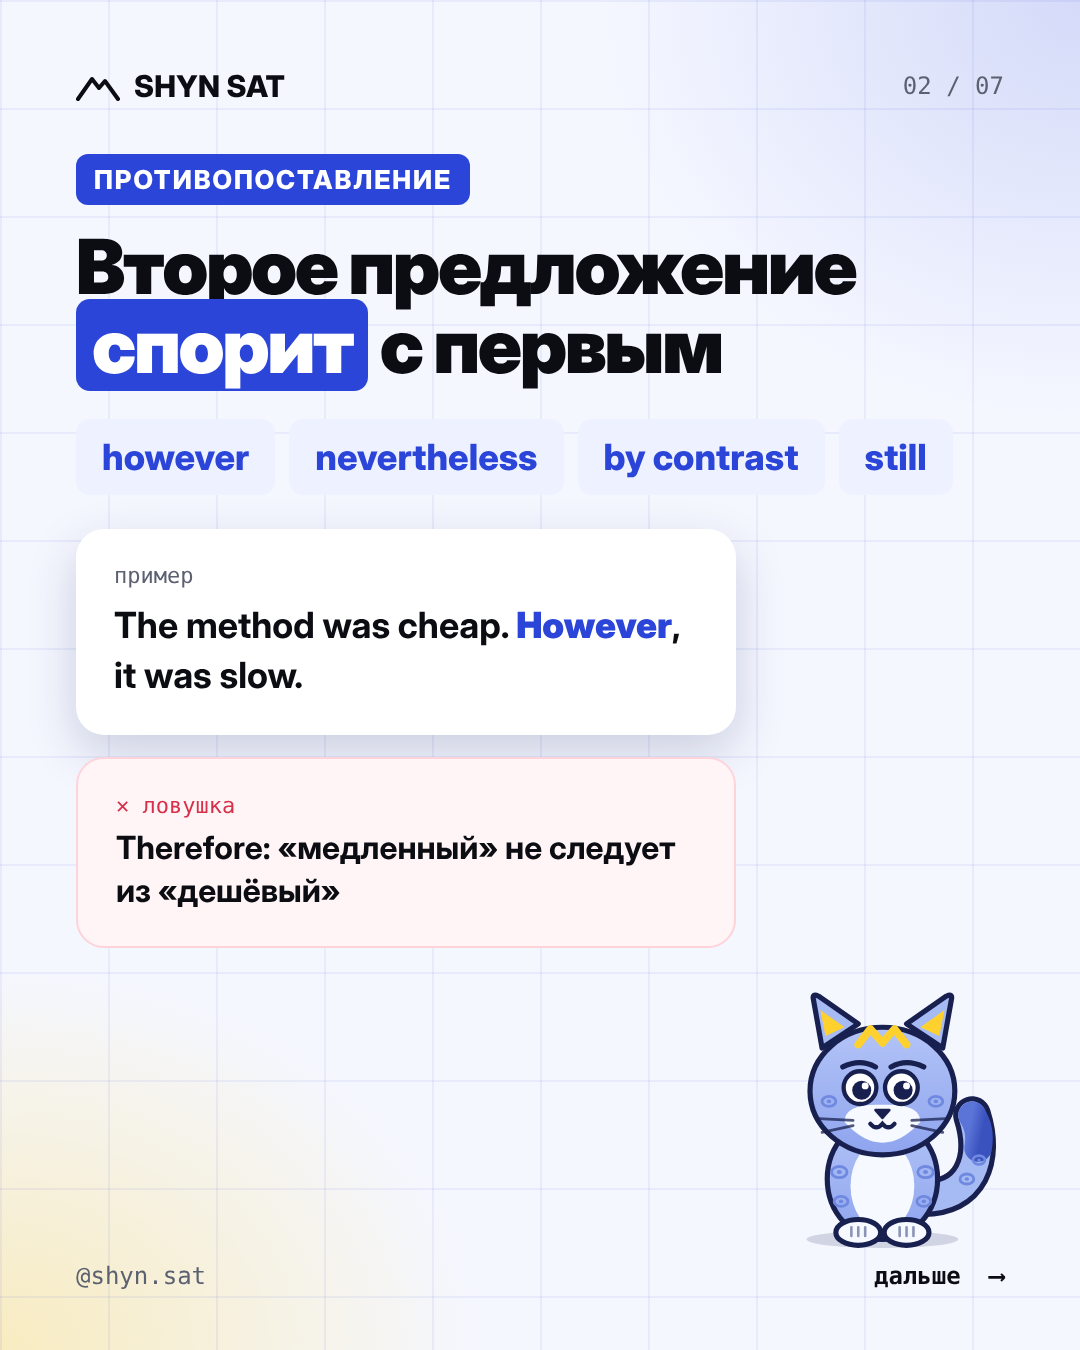 SHYN SAT
02 / 07
ПРОТИВОПОСТАВЛЕНИЕ
Второе предложение
спорит с первым
however nevertheless by contrast still
пример
The method was cheap. However,
it was slow.
× ловушка
Therefore: «медленный» не следует
из «дешёвый»
@shyn.sat
дальше →